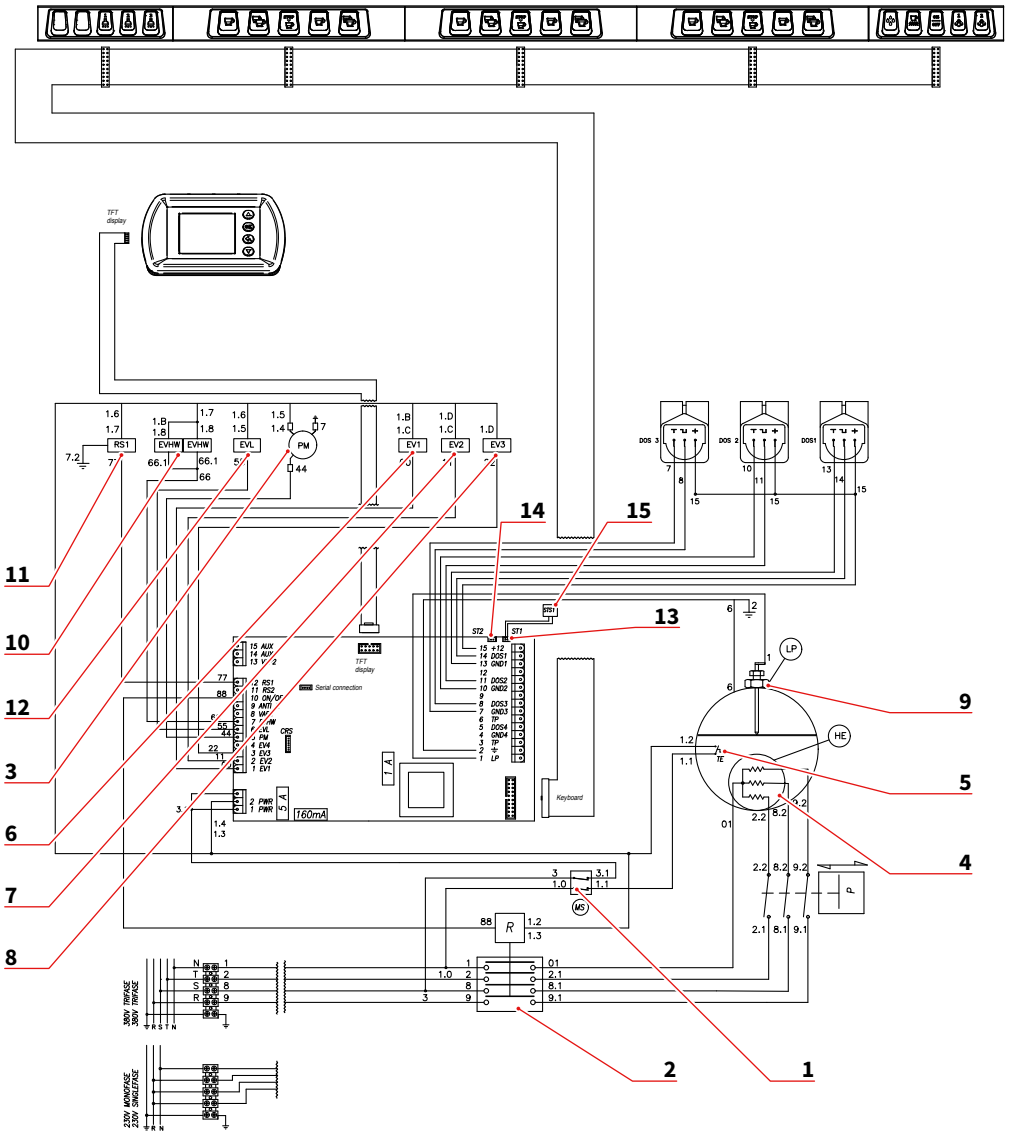 TFT
display
1.6
1.7
RS1
7.2
1.B
1.8
1.7
1.8
EVHW
EVHW
66.1
66.1
66
1.6
1.5
EVL
1.5
1.4
7
PM
44
1.B
1.C
EV1
1.D
1.C
EV2
1.D
EV3
DOS 3
7
8
15
DOS 2
10
11
15
DOS1
13
14
15
14
15
11
13
STS1
ST2
ST1
6
2
10
12
3
6
7
8
15 AUX
14 AUX
TFT
display
Serial connection
77
88
11 RS2
9 ANTI
55
44
22
11
5 PM
4 EV4
3 EV3
2 EV2
1 EV1
CRS
2 PWR
1 PWR
5 A
160mA
1 A
1.4
1.3
15 +12
14 DOS1
13 GND1
12
11 DOS2
10 GND2
9
8 DOS3
7 GND3
6 TP
5 DOS4
4 GND4
3 TP
2
1 LP
Keyboard
1
LP
6
9
1.2
1.1
TE
HE
5
4
01
2.2
8.2
9.2
2.2 8.2 9.2
P
2.1 8.1 9.1
3
1.0
3.1
1.1
MS
88
R
1.2
1.3
N 1
T 2
S 8
R 9
1.0
3
1
2
8
9
01
2.1
8.1
9.1
380V TRIFASE
380V TRIFASE
R S T N
2
1
230V MONOFASE
230V SINGLEFASE
R N